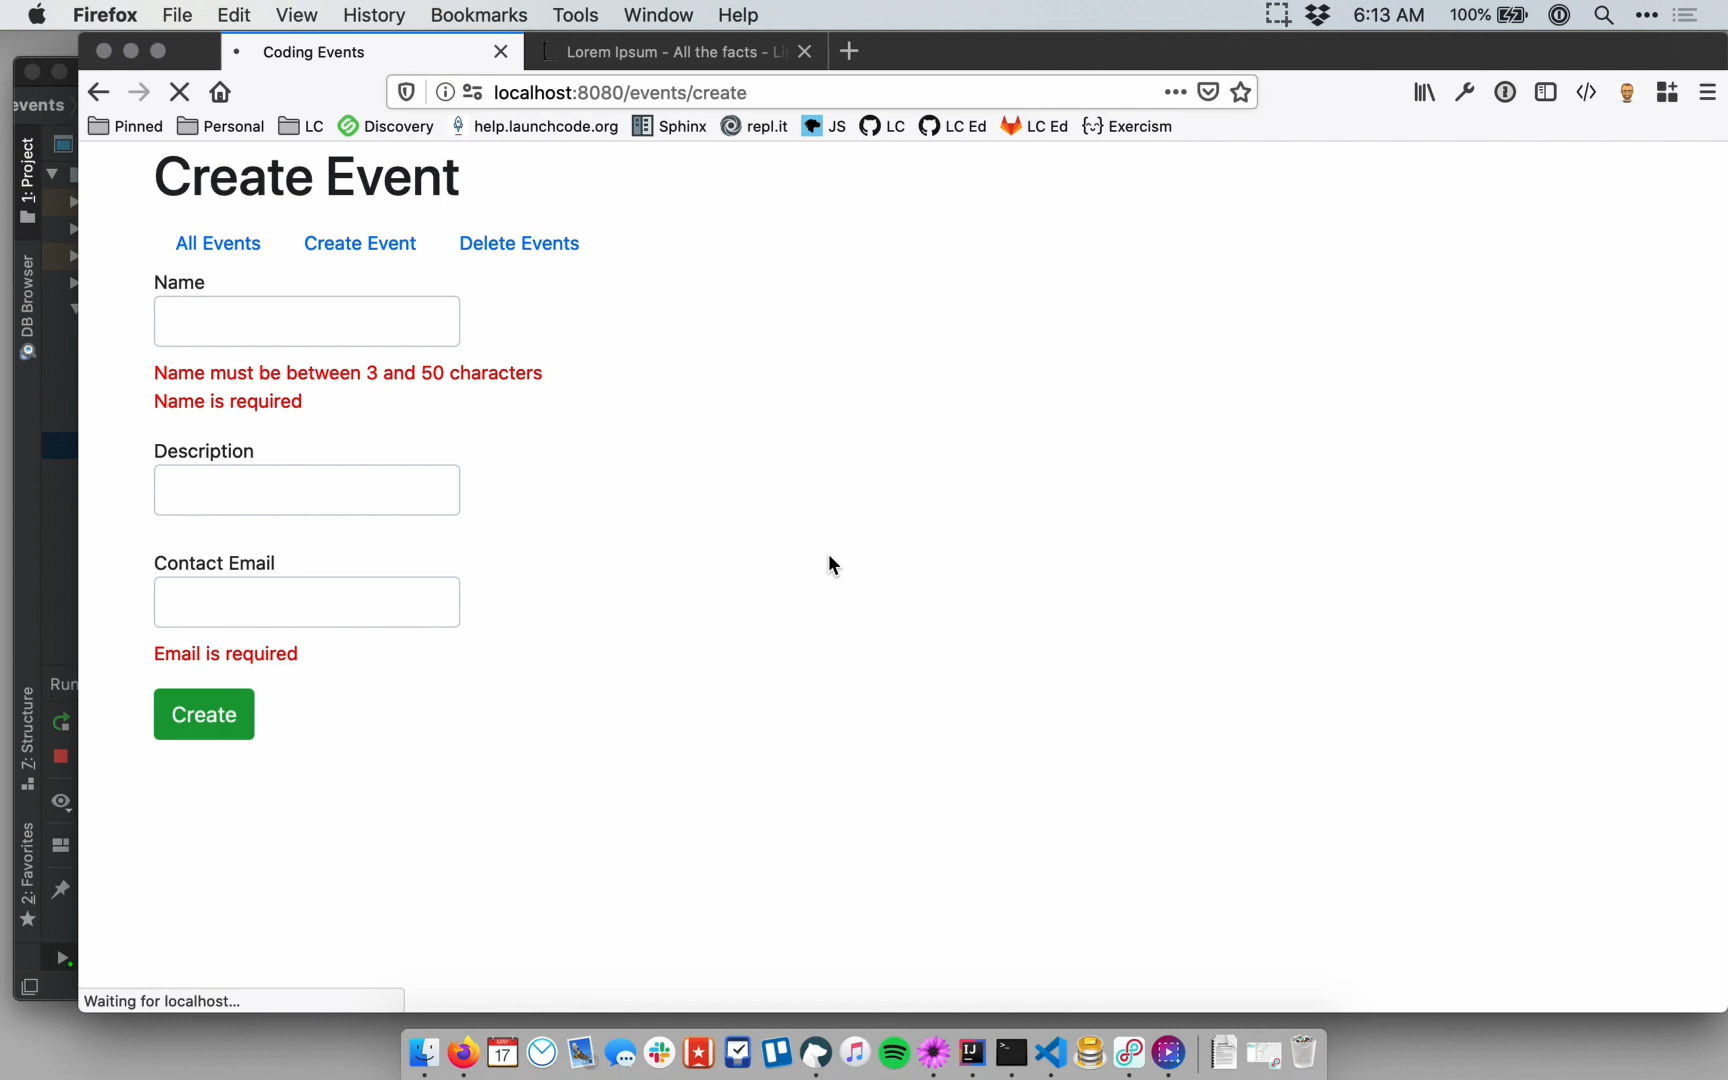 Firefox File Edit View History Bookmarks Tools Window Help 6:13 AM 100%
Coding Events
Lorem Ipsum - All the facts - Li
events
localhost:8080/events/create
Pinned Personal LC Discovery help.launchcode.org Sphinx repl.it JS LC LC Ed LC Ed {··} Exercism
1: Project
DB Browser
Create Event
All Events Create Event Delete Events
Name
Name must be between 3 and 50 characters
Name is required
Description
Contact Email
Email is required
Create
Run
7: Structure
2: Favorites
Waiting for localhost...
MAY
17
IJ